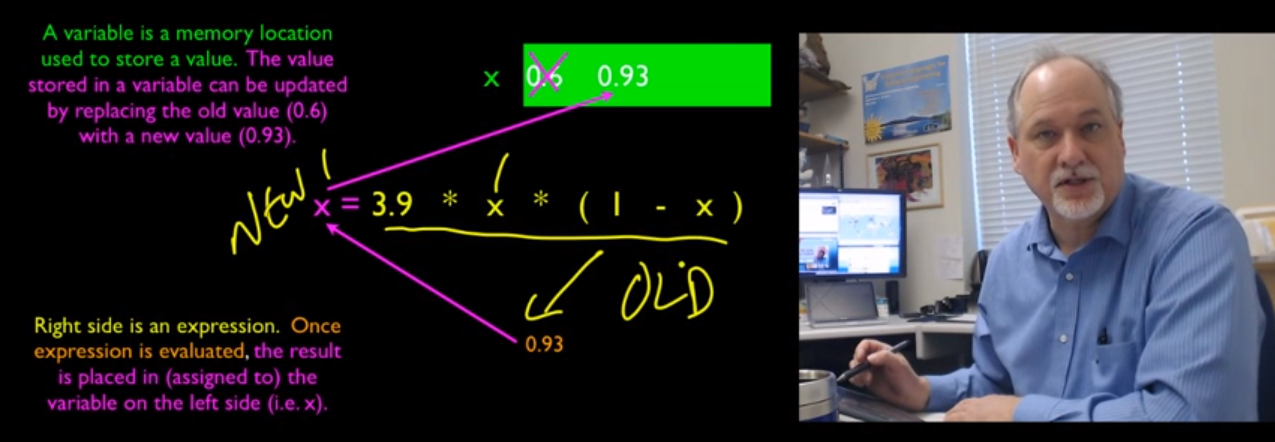 A variable is a memory location
used to store a value. The value
stored in a variable can be updated
by replacing the old value (0.6)
with a new value (0.93).
x 0.6 0.93
NEW
x = 3.9 * x * ( 1 - x )
OLD
0.93
Right side is an expression. Once
expression is evaluated, the result
is placed in (assigned to) the
variable on the left side (i.e. x).